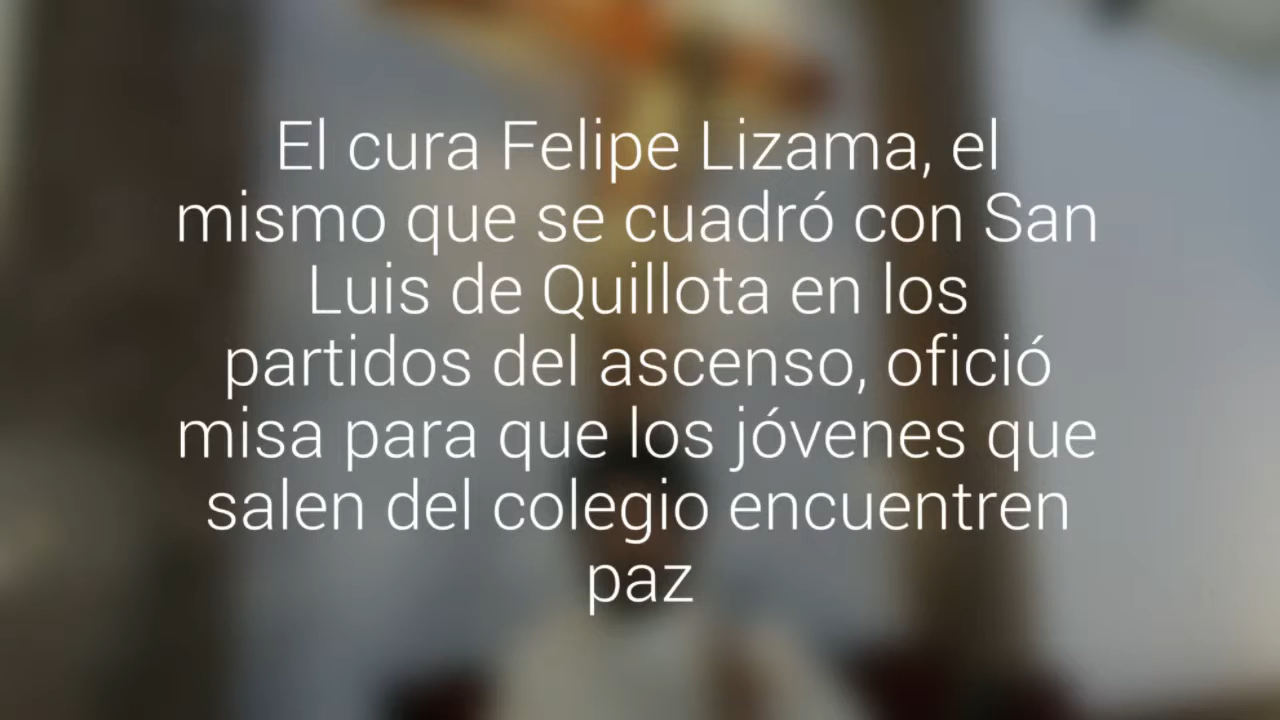 El cura Felipe Lizama, el
mismo que se cuadró con San
Luis de Quillota en los
partidos del ascenso, ofició
misa para que los jóvenes que
salen del colegio encuentren
paz